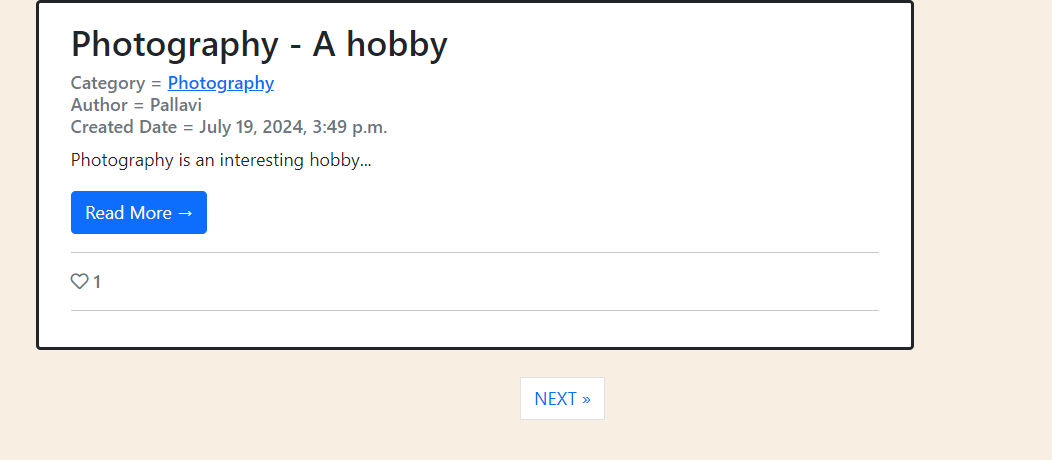 Photography - A hobby
Category = Photography
Author = Pallavi
Created Date = July 19, 2024, 3:49 p.m.
Photography is an interesting hobby...
Read More →
1
NEXT »